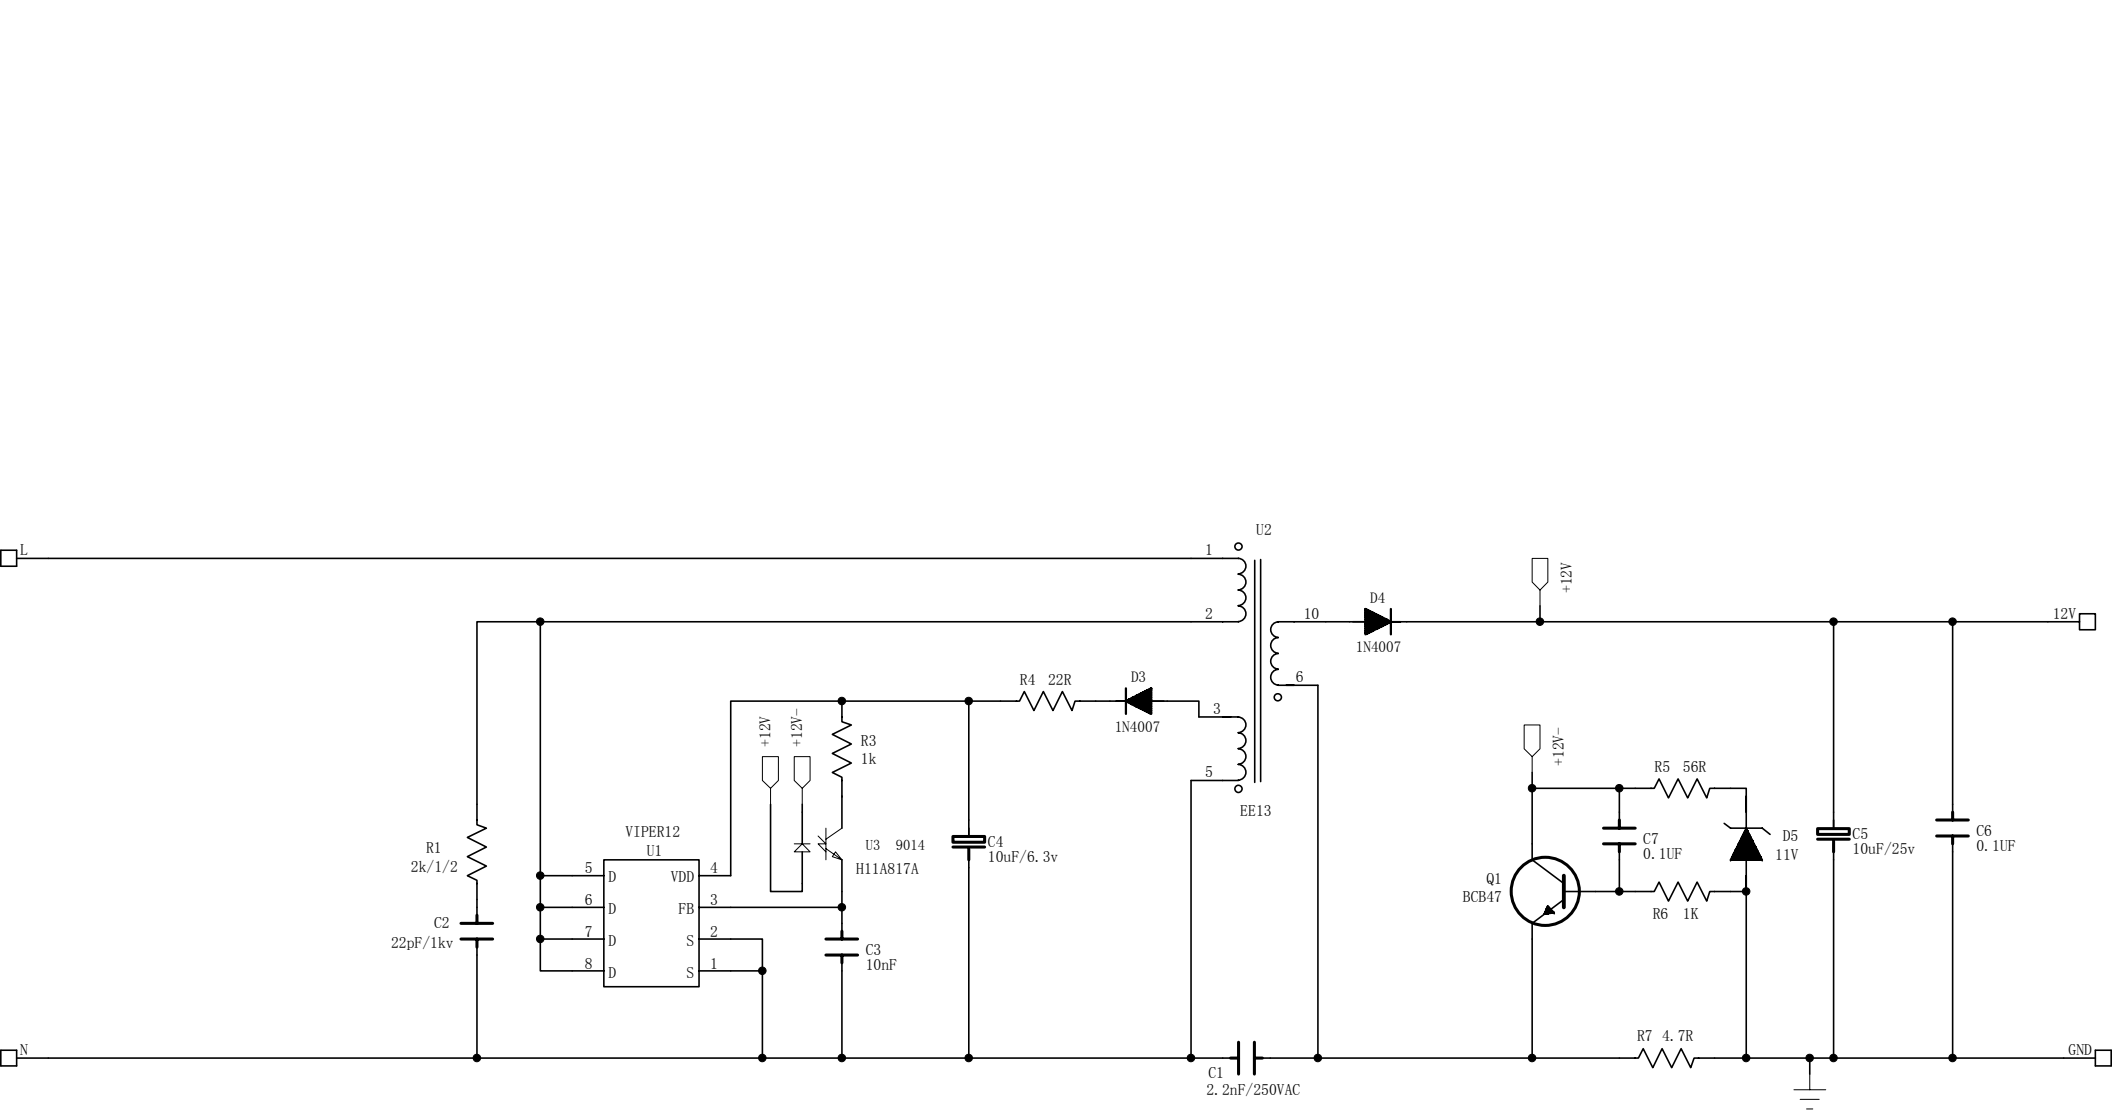 U2
L
1
2
10
D4
1N4007
+12V
12V
6
R4 22R
D3
1N4007
3
5
EE13
+12V
+12V-
R3
1k
+12V-
R5 56R
VIPER12
U1
R1
2k/1/2
U3 9014
H11A817A
C4
10uF/6.3v
C7
0.1UF
D5
11V
C5
10uF/25v
C6
0.1UF
5 D VDD 4
6 D FB 3
7 D S 2
8 D S 1
Q1
BCB47
R6 1K
C2
22pF/1kv
C3
10nF
N
R7 4.7R
GND
C1
2.2nF/250VAC